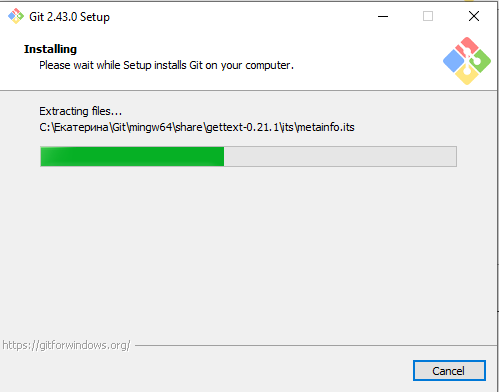 Git 2.43.0 Setup
Installing
Please wait while Setup installs Git on your computer.
Extracting files...
C:\Екатерина\Git\mingw64\share\gettext-0.21.1\its\metainfo.its
https://gitforwindows.org/
Cancel